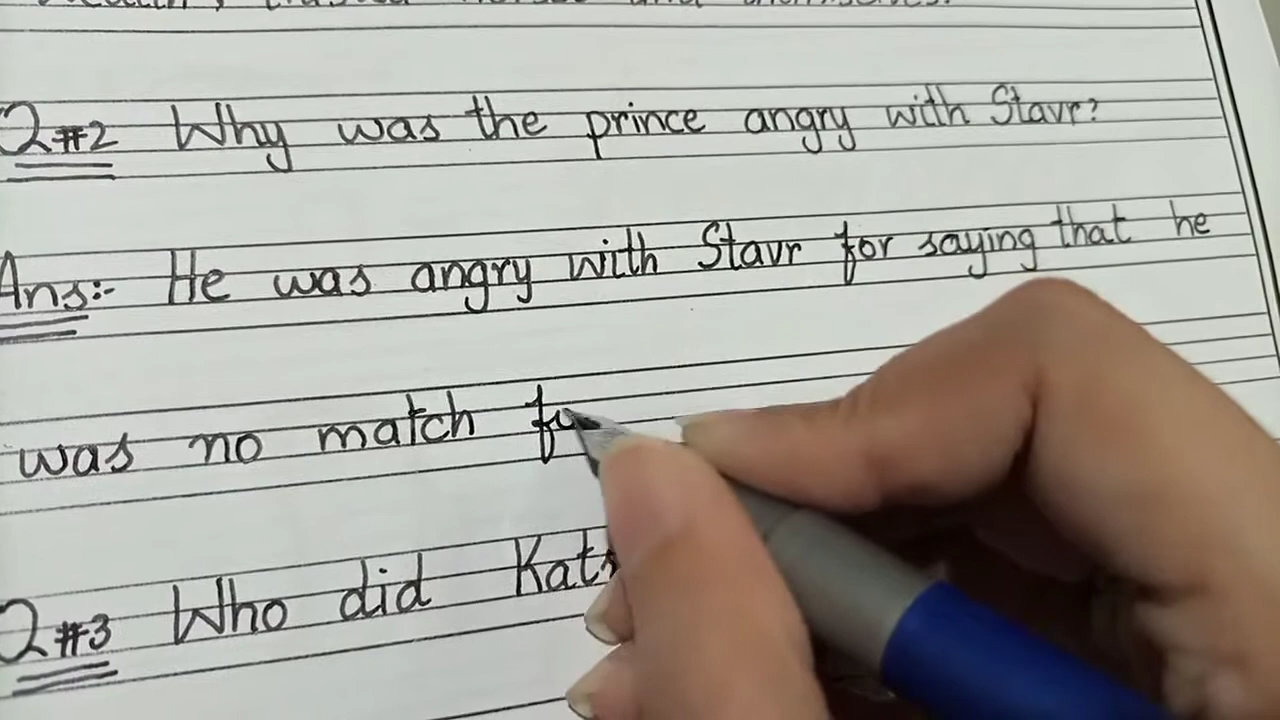 Q#2 Why was the prince angry with Stavr?
Ans:- He was angry with Stavr for saying that he
was no match
Q#3 Who did